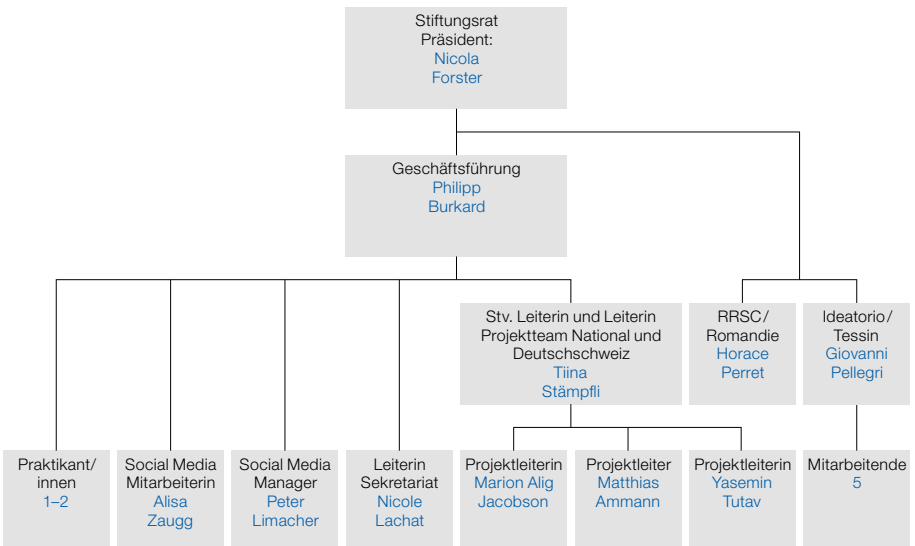 Stiftungsrat
Präsident:
Nicola
Forster
Geschäftsführung
Philipp
Burkard
Stv. Leiterin und Leiterin
Projektteam National und
Deutschschweiz
Tiina
Stämpfli
RRSC/
Romandie
Horace
Perret
Ideatorio/
Tessin
Giovanni
Pellegri
Praktikant/
innen
1–2
Social Media
Mitarbeiterin
Alisa
Zaugg
Social Media
Manager
Peter
Limacher
Leiterin
Sekretariat
Nicole
Lachat
Projektleiterin
Marion Alig
Jacobson
Projektleiter
Matthias
Ammann
Projektleiterin
Yasemin
Tutav
Mitarbeitende
5